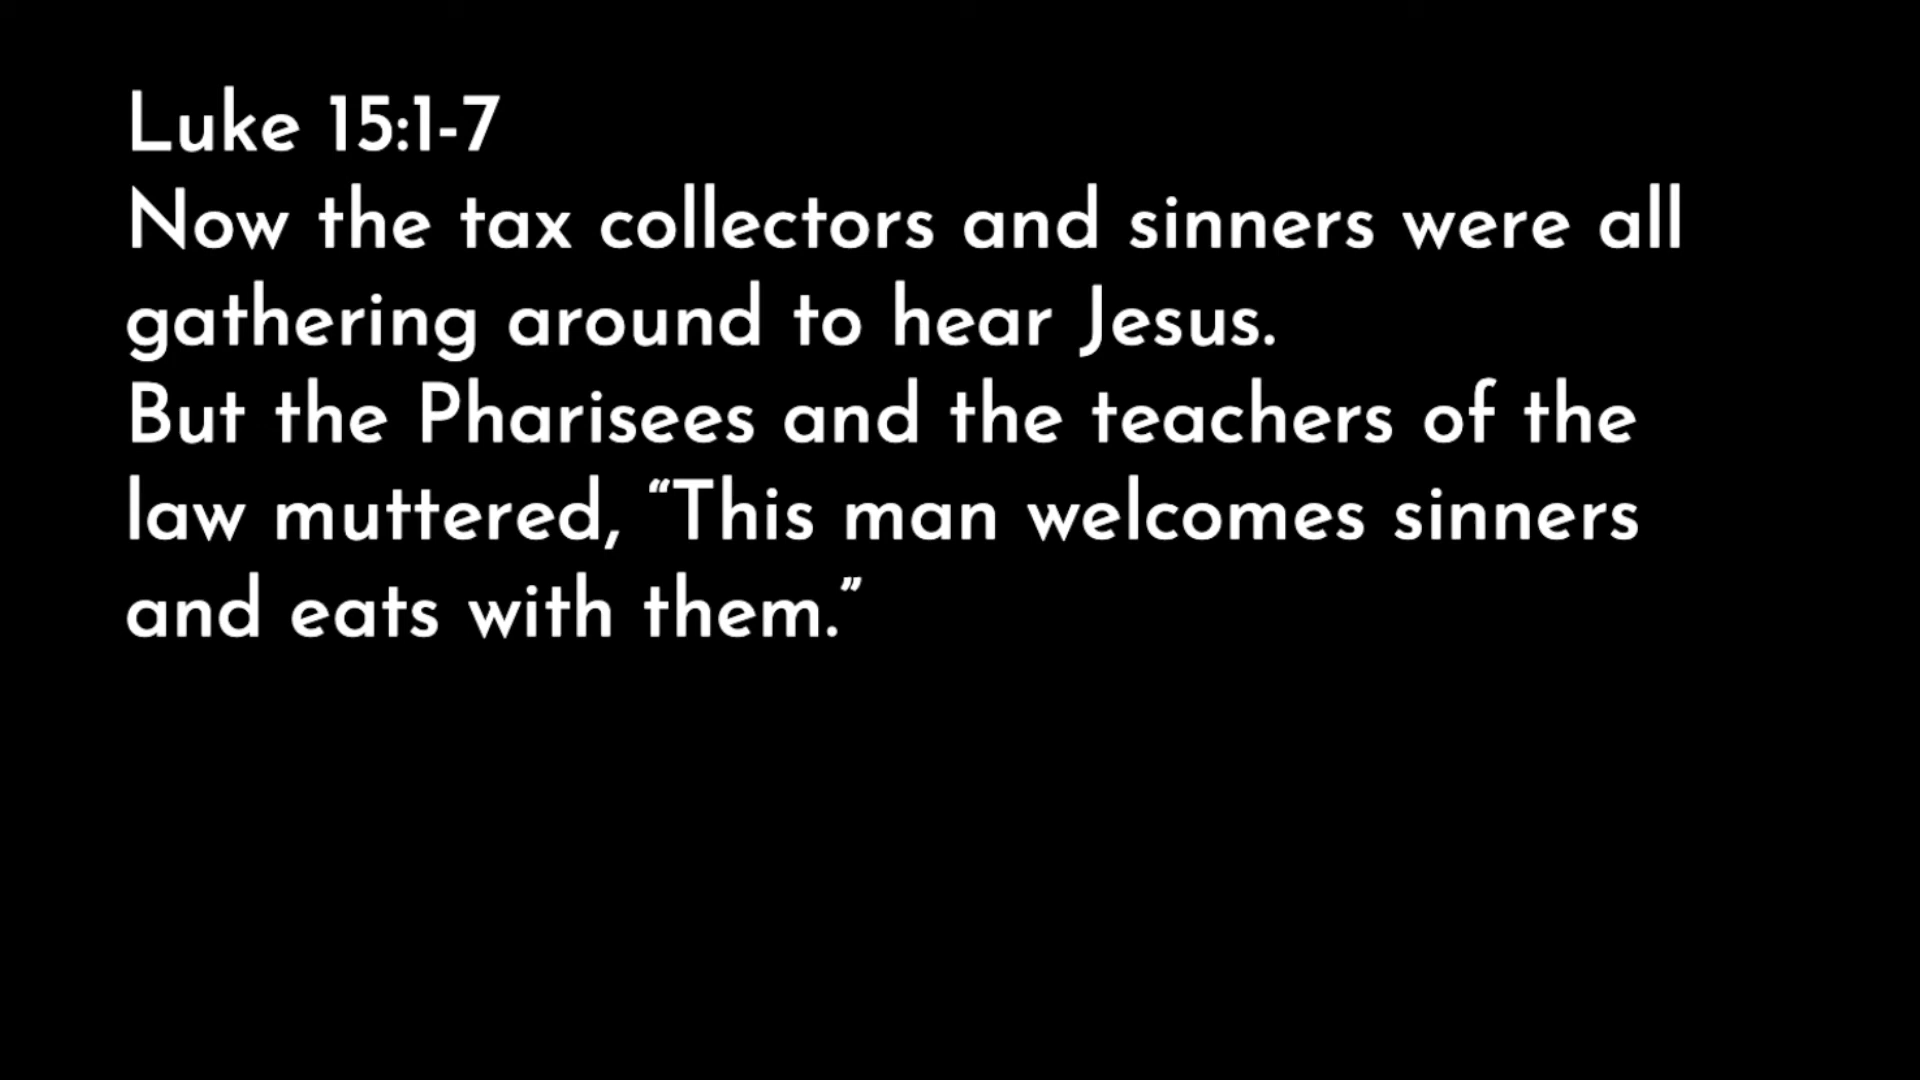 Luke 15:1-7
Now the tax collectors and sinners were all
gathering around to hear Jesus.
But the Pharisees and the teachers of the
law muttered, “This man welcomes sinners
and eats with them.”